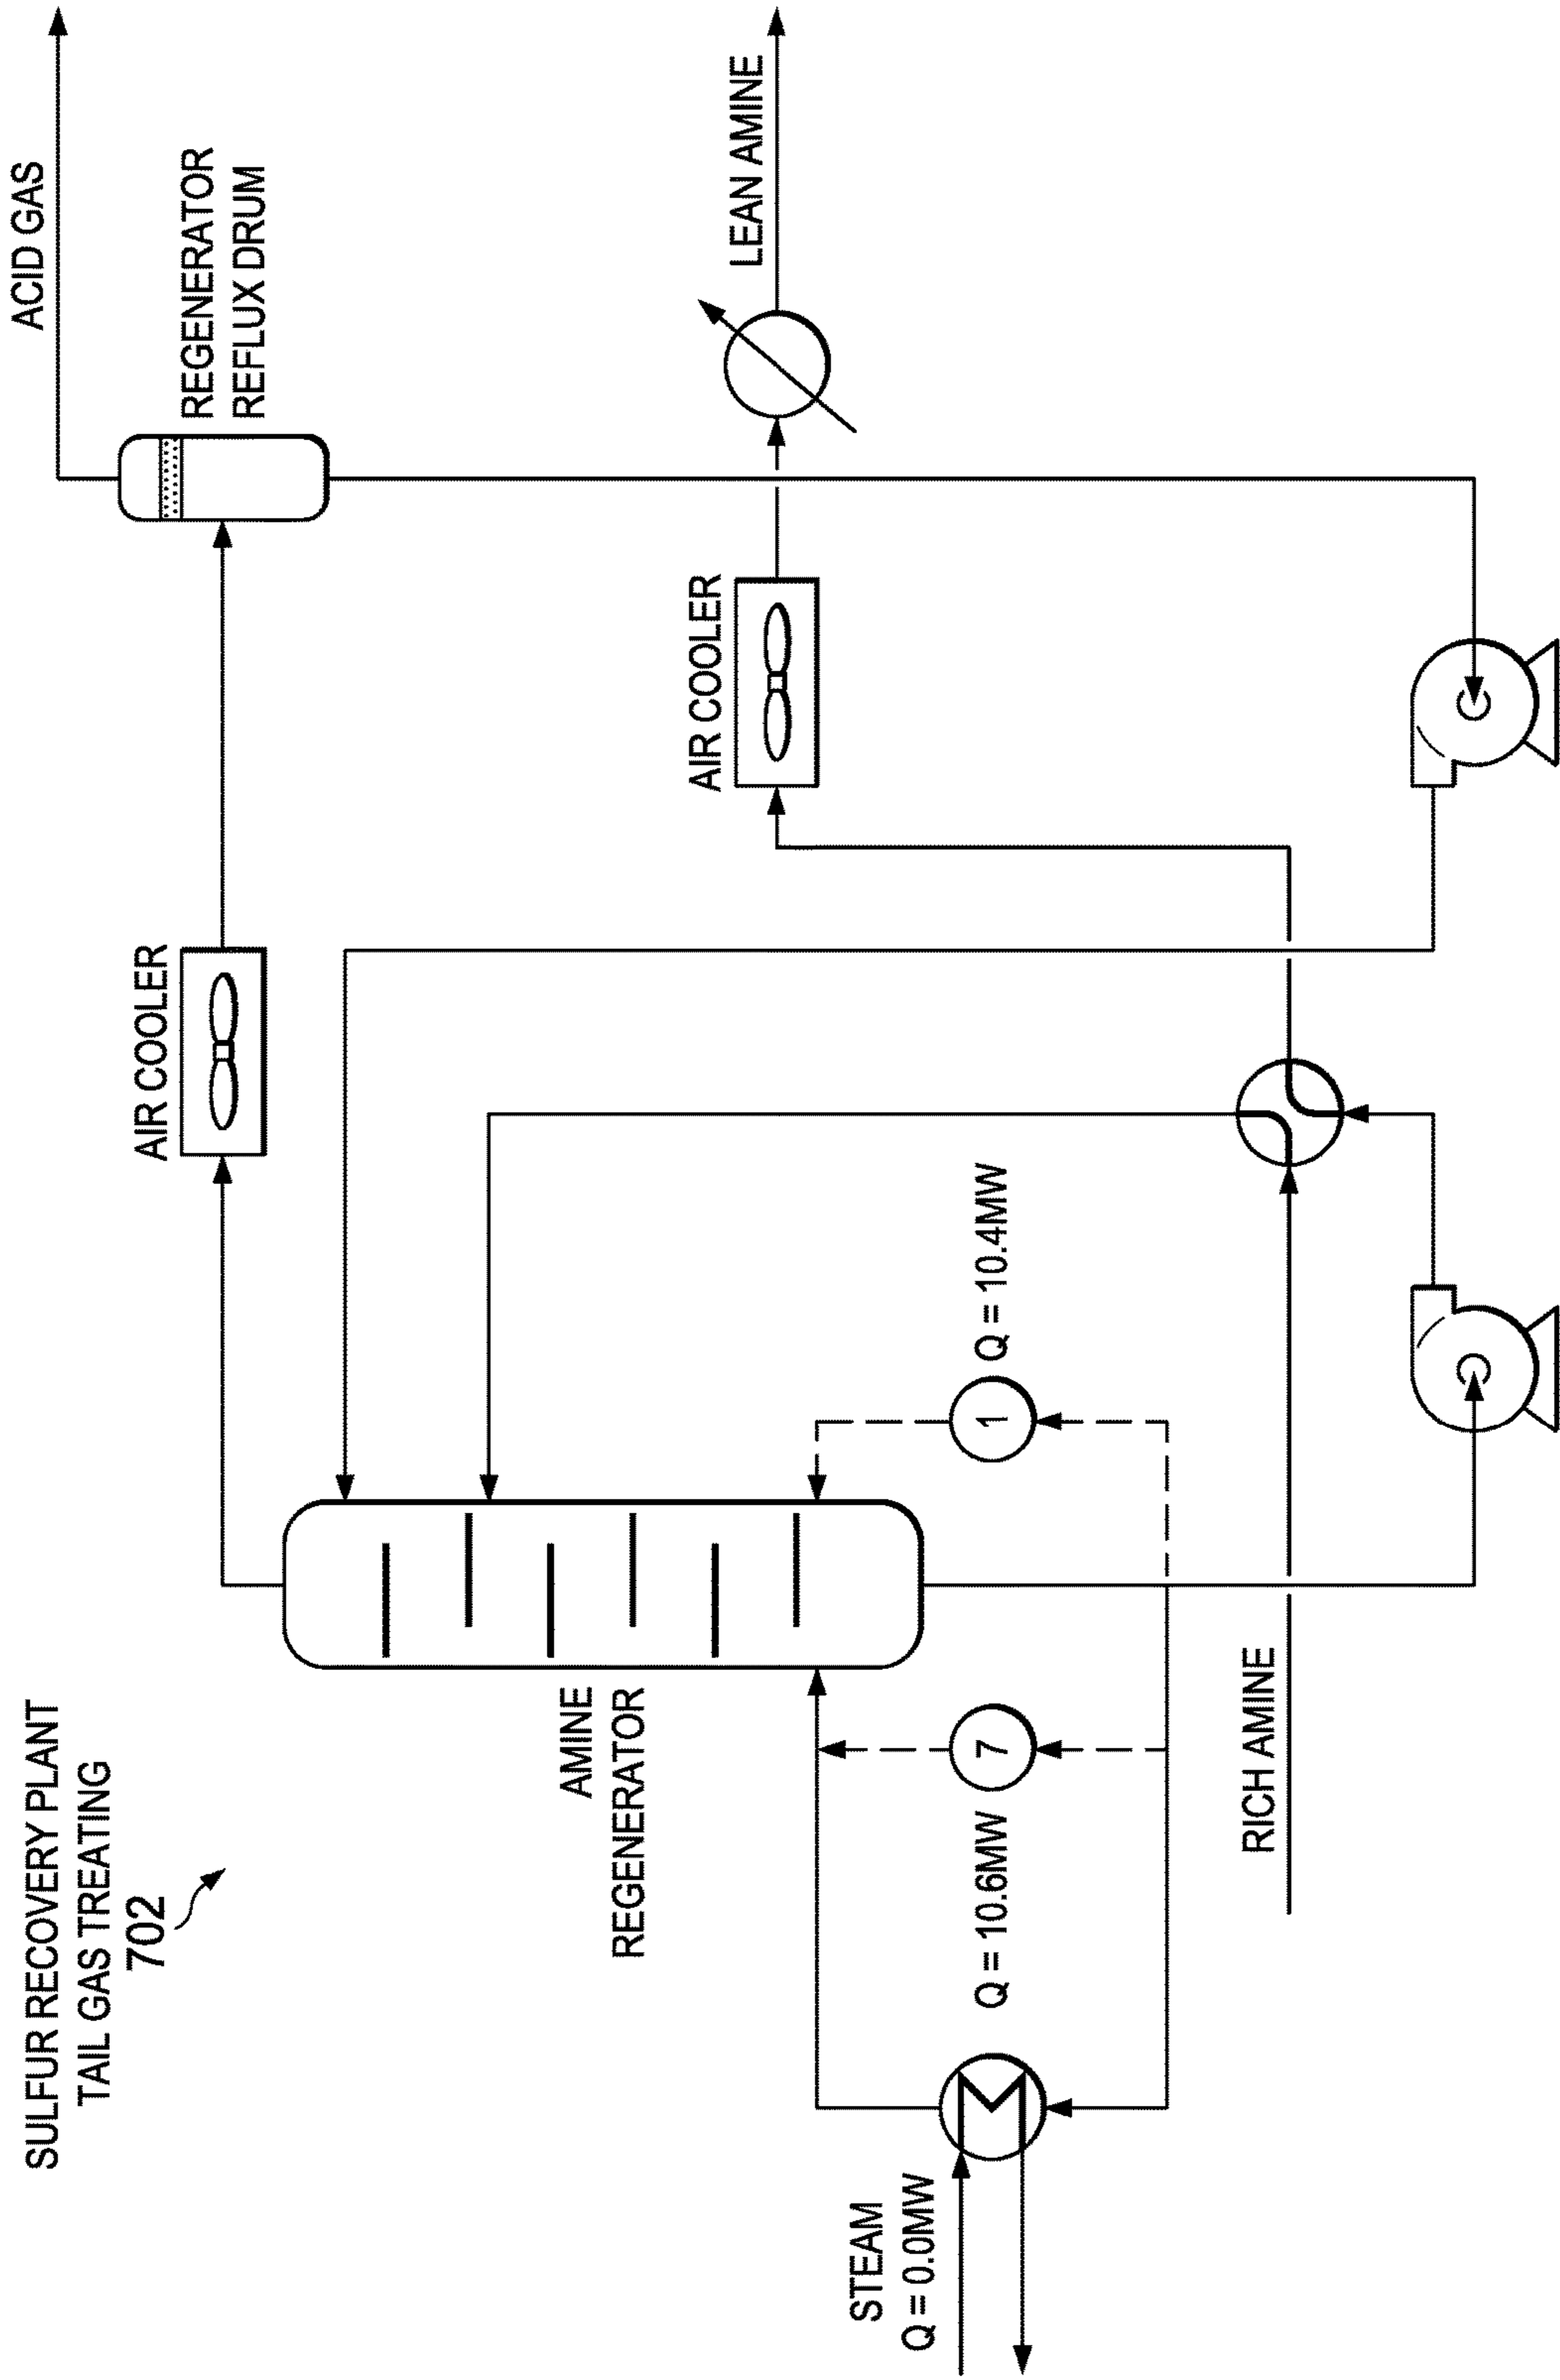 SULFUR RECOVERY PLANT
TAIL GAS TREATING
702
AIR COOLER
ACID GAS
REGENERATOR
REFLUX DRUM
AMINE
REGENERATOR
AIR COOLER
LEAN AMINE
STEAM
Q = 0.0MW
Q = 10.6MW
7
1
Q = 10.4MW
RICH AMINE